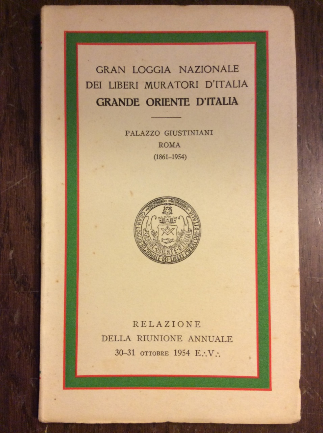 GRAN LOGGIA NAZIONALE
DEI LIBERI MURATORI D'ITALIA
GRANDE ORIENTE D'ITALIA
PALAZZO GIUSTINIANI
ROMA
(1861-1954)
RELAZIONE
DELLA RIUNIONE ANNUALE
30-31 OTTOBRE 1954 E∴V∴